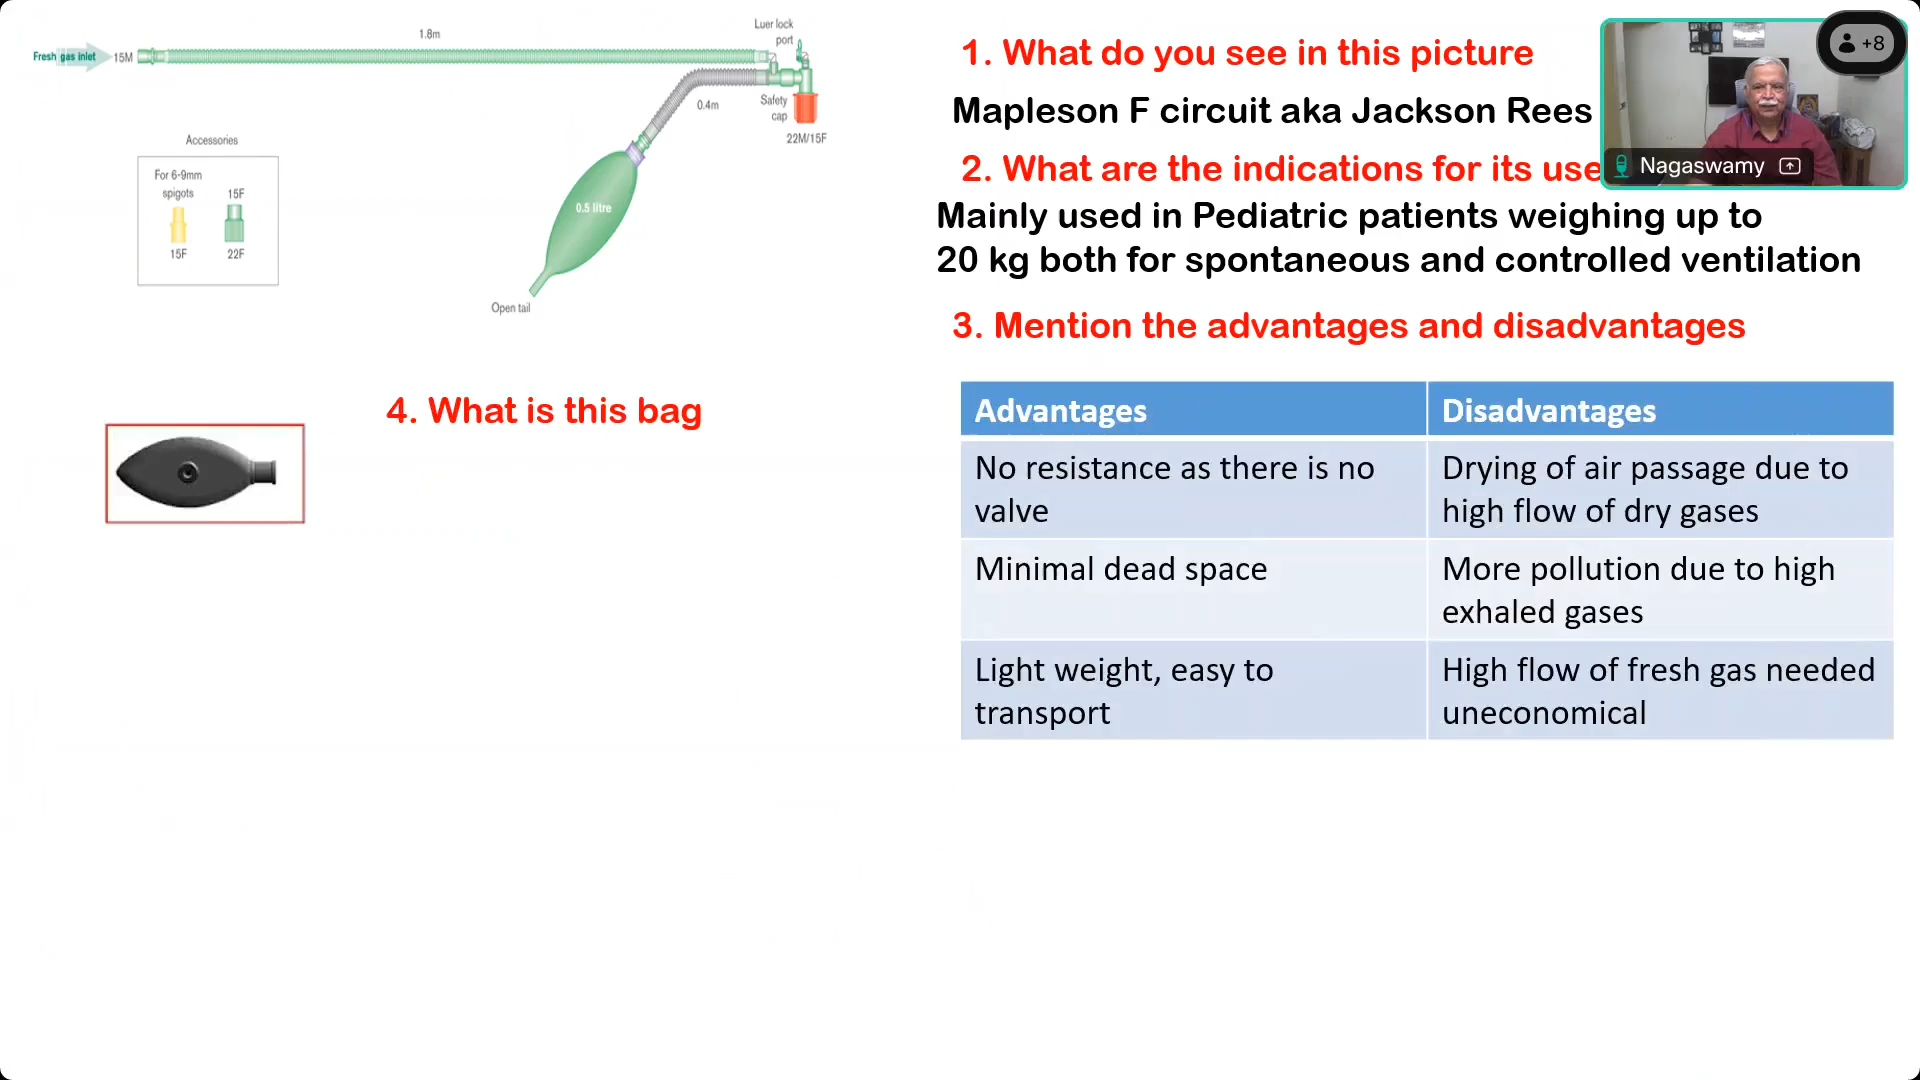 Fresh gas inlet
15M
1.8m
Luer lock
port
0.4m
Safety
cap
22M/15F
Accessories
For 6-9mm
spigots
15F
15F
22F
0.5 litre
Open tail
4. What is this bag
1. What do you see in this picture
Mapleson F circuit aka Jackson Rees
2. What are the indications for its use
Mainly used in Pediatric patients weighing up to
20 kg both for spontaneous and controlled ventilation
3. Mention the advantages and disadvantages
Advantages
Disadvantages
No resistance as there is no
valve
Drying of air passage due to
high flow of dry gases
Minimal dead space
More pollution due to high
exhaled gases
Light weight, easy to
transport
High flow of fresh gas needed
uneconomical
+8
Nagaswamy